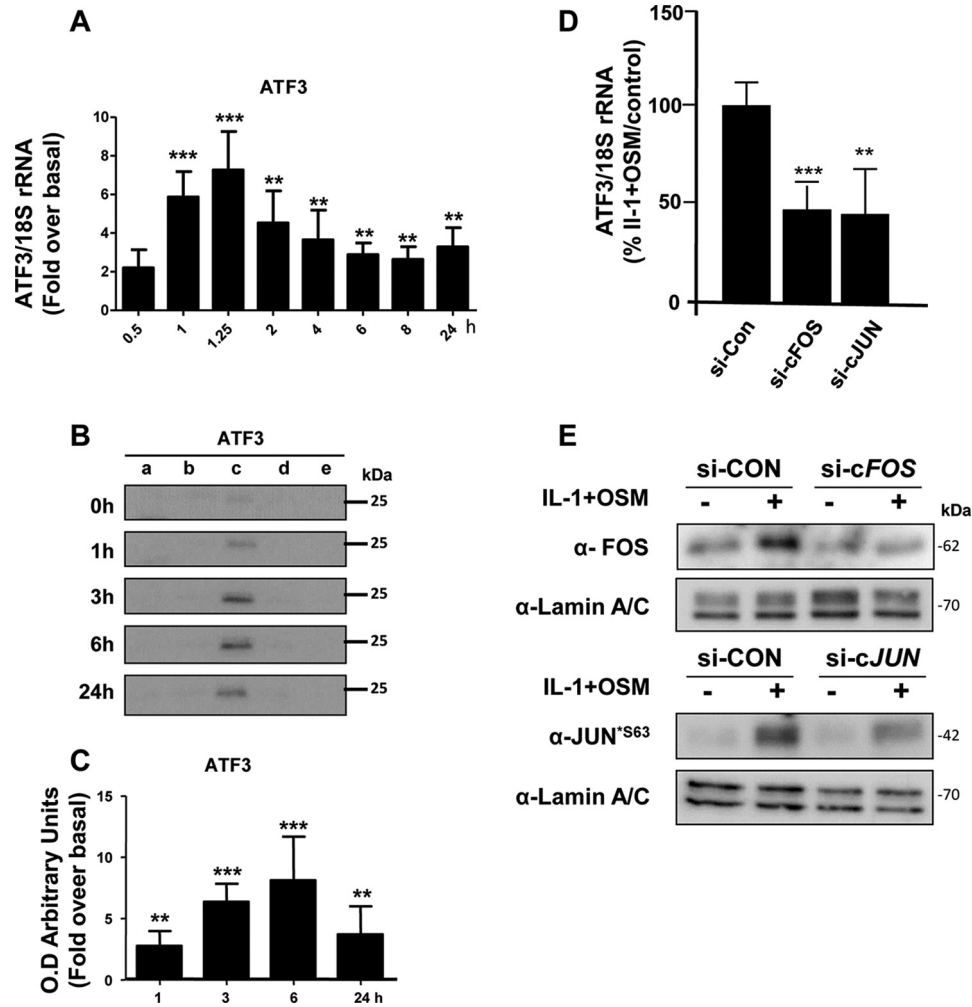 A
ATF3
ATF3/18S rRNA
(Fold over basal)
10
8
6
4
2
0
*** *** ** ** ** ** **
0.5 1 1.25 2 4 6 8 24 h
B
ATF3
a b c d e
kDa
0h 25
1h 25
3h 25
6h 25
24h 25
C
ATF3
O.D Arbitrary Units
(Fold oveer basal)
15
10
5
0
** *** *** **
1 3 6 24 h
D
ATF3/18S rRNA
(% Il-1+OSM/control)
150
100
50
0
*** **
si-Con si-cFOS si-cJUN
E
si-CON si-cFOS
IL-1+OSM - + - +
kDa
α- FOS -62
α-Lamin A/C -70
si-CON si-cJUN
IL-1+OSM - + - +
α-JUN*S63 -42
α-Lamin A/C -70